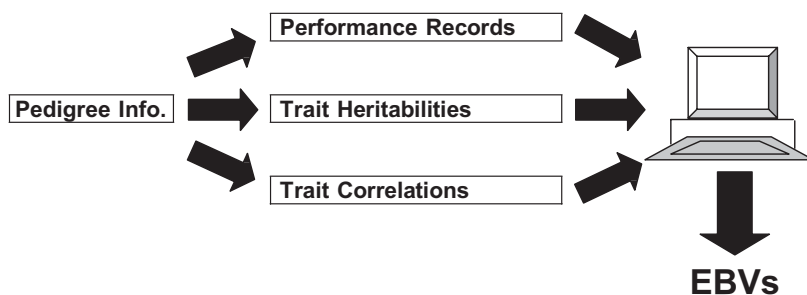 Performance Records
Pedigree Info.
Trait Heritabilities
Trait Correlations
EBVs